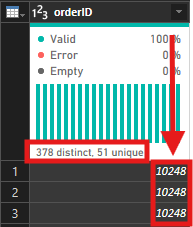 123 orderID
Valid 100 %
Error 0 %
Empty 0 %
378 distinct, 51 unique
1 10248
2 10248
3 10248